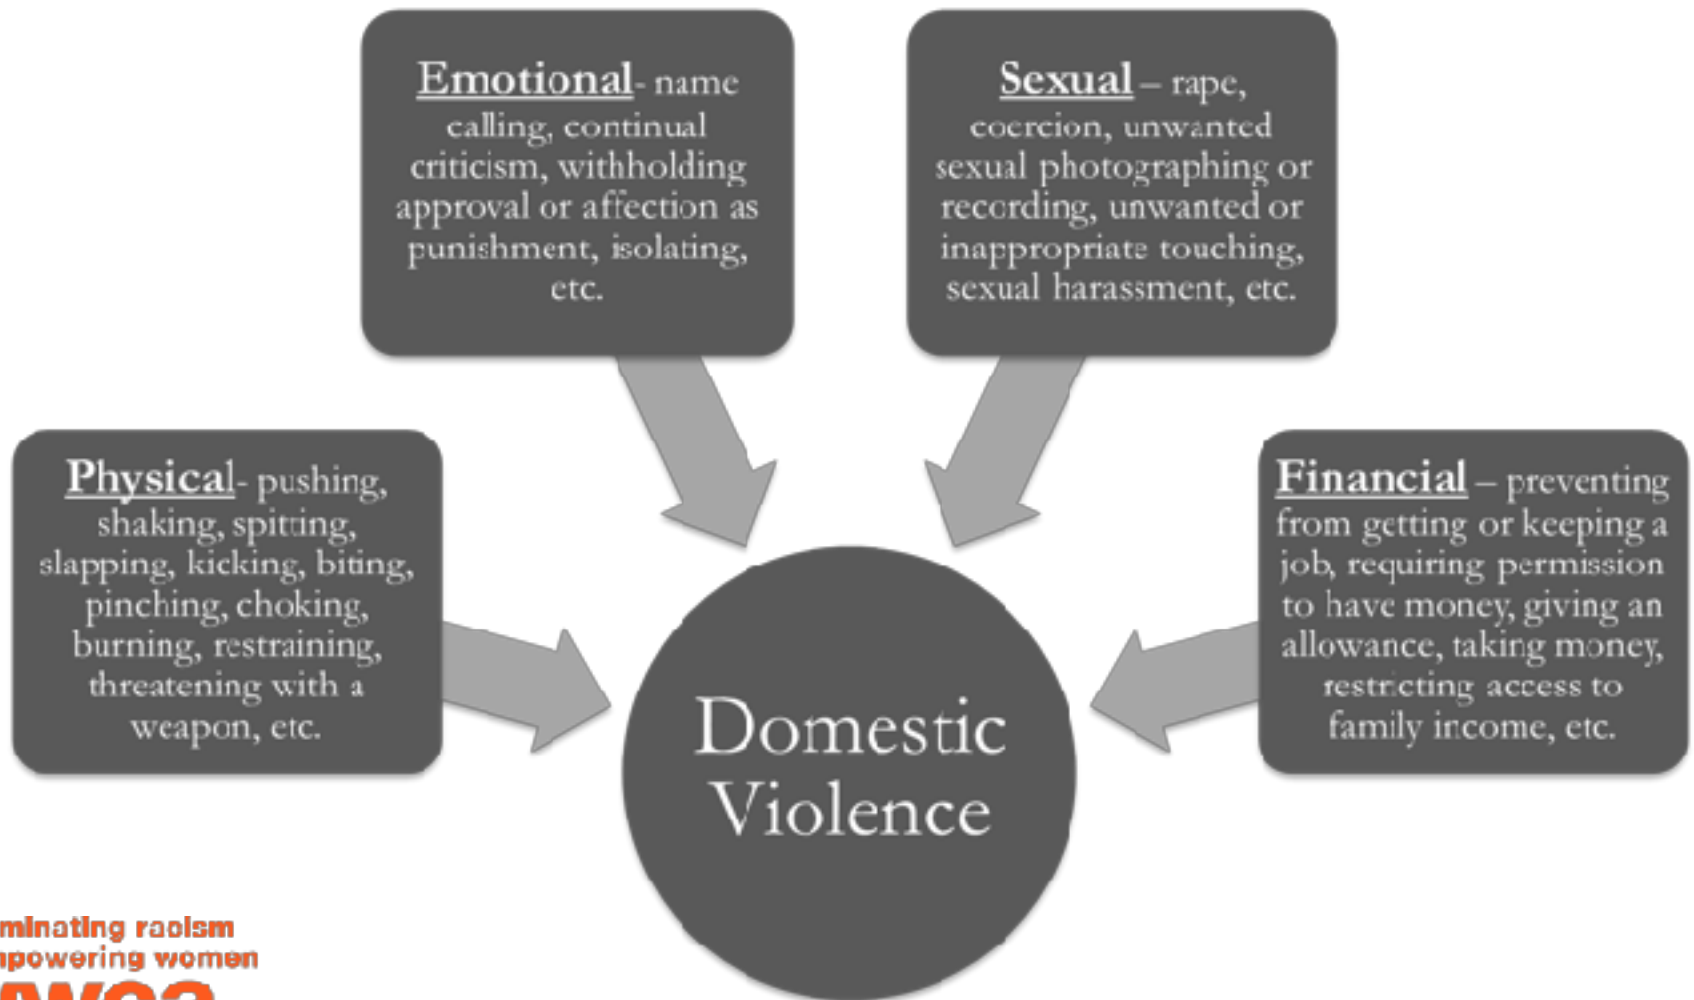 Emotional- name
calling, continual
criticism, withholding
approval or affection as
punishment, isolating,
etc.
Sexual – rape,
coercion, unwanted
sexual photographing or
recording, unwanted or
inappropriate touching,
sexual harassment, etc.
Physical- pushing,
shaking, spitting,
slapping, kicking, biting,
pinching, choking,
burning, restraining,
threatening with a
weapon, etc.
Financial – preventing
from getting or keeping a
job, requiring permission
to have money, giving an
allowance, taking money,
restricting access to
family income, etc.
Domestic
Violence
minating racism
powering women
wca